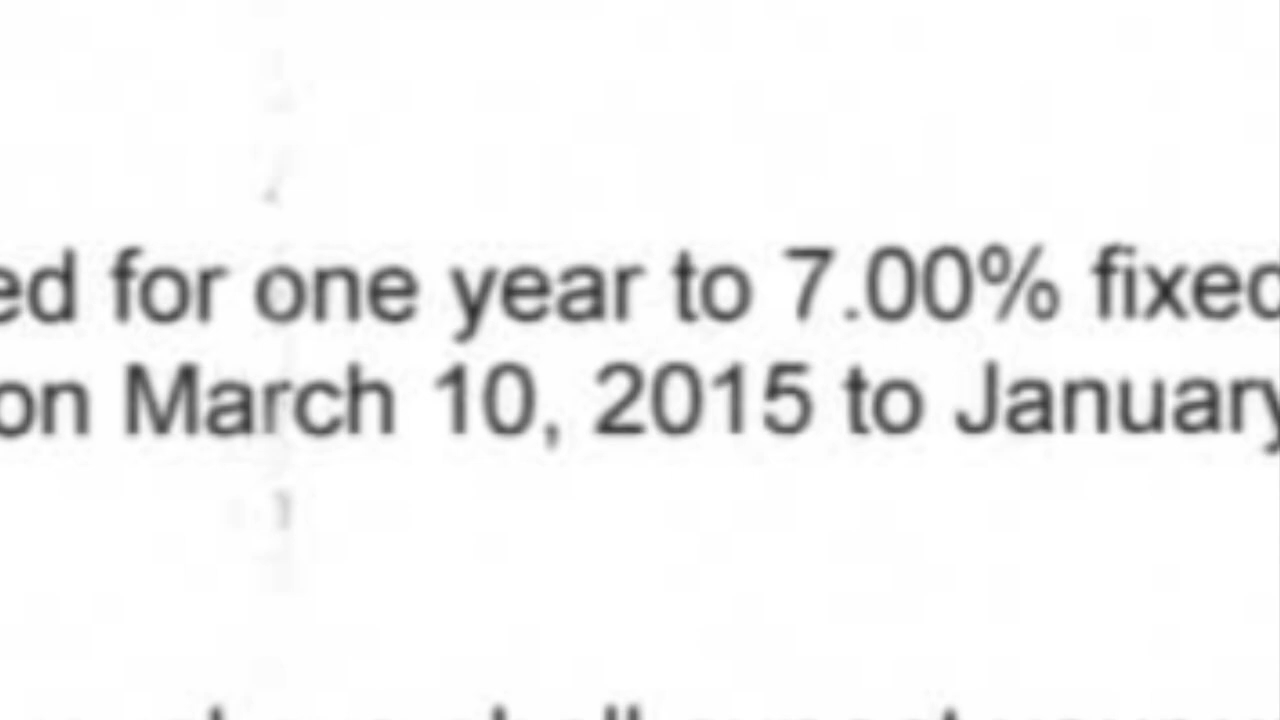 ed for one year to 7.00% fixed
on March 10, 2015 to January